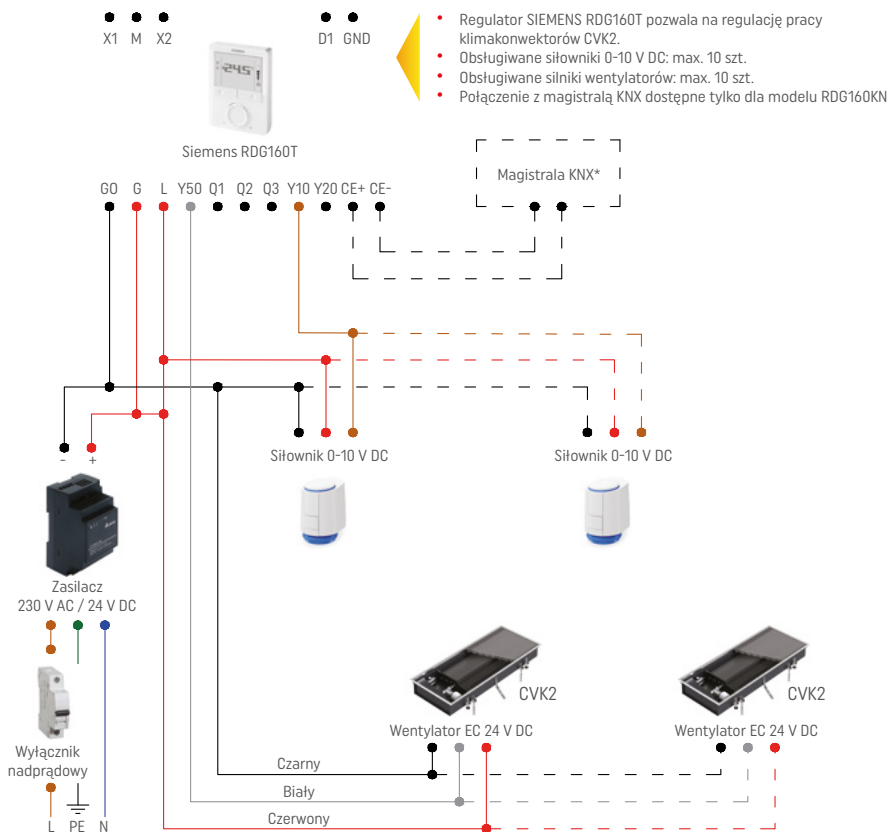 X1 M X2
D1 GND
• Regulator SIEMENS RDG160T pozwala na regulację pracy
klimakonwektorów CVK2.
• Obsługiwane siłowniki 0-10 V DC: max. 10 szt.
• Obsługiwane silniki wentylatorów: max. 10 szt.
• Połączenie z magistralą KNX dostępne tylko dla modelu RDG160KN
Siemens RDG160T
Magistrala KNX*
G0 G L Y50 Q1 Q2 Q3 Y10 Y20 CE+ CE-
- +
Siłownik 0-10 V DC
Siłownik 0-10 V DC
Zasilacz
230 V AC / 24 V DC
CVK2
CVK2
Wentylator EC 24 V DC
Wentylator EC 24 V DC
Wyłącznik
nadprądowy
Czarny
Biały
Czerwony
L PE N